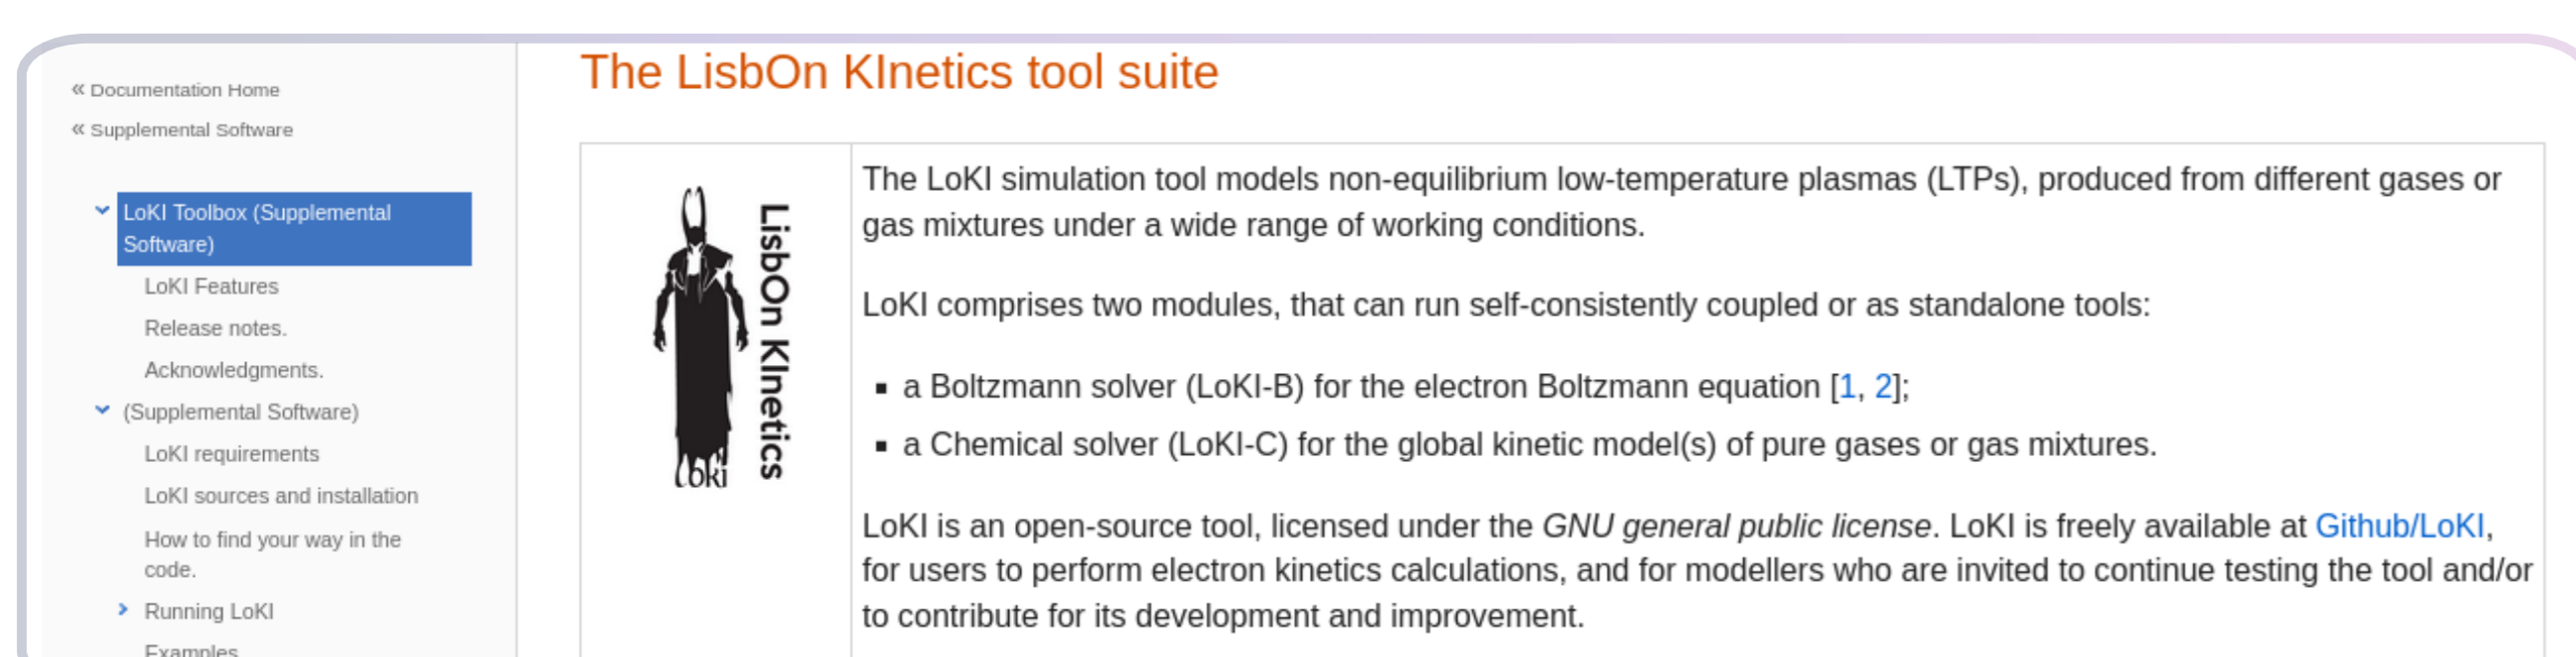 « Documentation Home
« Supplemental Software
LoKI Toolbox (Supplemental
Software)
LoKI Features
Release notes.
Acknowledgments.
(Supplemental Software)
LoKI requirements
LoKI sources and installation
How to find your way in the
code.
Running LoKI
Examples
The LisbOn KInetics tool suite
LisbOn KInetics
Loki
The LoKI simulation tool models non-equilibrium low-temperature plasmas (LTPs), produced from different gases or
gas mixtures under a wide range of working conditions.
LoKI comprises two modules, that can run self-consistently coupled or as standalone tools:
▪ a Boltzmann solver (LoKI-B) for the electron Boltzmann equation [1, 2];
▪ a Chemical solver (LoKI-C) for the global kinetic model(s) of pure gases or gas mixtures.
LoKI is an open-source tool, licensed under the GNU general public license. LoKI is freely available at Github/LoKI,
for users to perform electron kinetics calculations, and for modellers who are invited to continue testing the tool and/or
to contribute for its development and improvement.